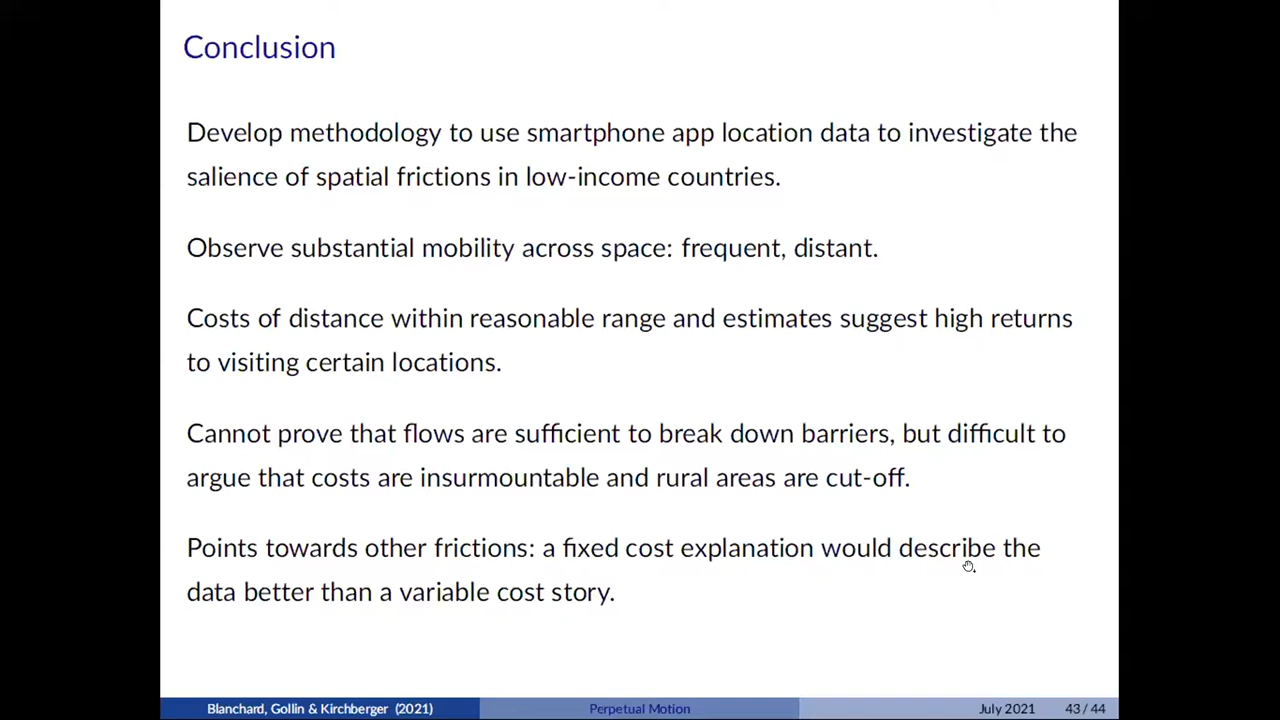 Conclusion
Develop methodology to use smartphone app location data to investigate the
salience of spatial frictions in low-income countries.
Observe substantial mobility across space: frequent, distant.
Costs of distance within reasonable range and estimates suggest high returns
to visiting certain locations.
Cannot prove that flows are sufficient to break down barriers, but difficult to
argue that costs are insurmountable and rural areas are cut-off.
Points towards other frictions: a fixed cost explanation would describe the
data better than a variable cost story.
Blanchard, Gollin & Kirchberger (2021) Perpetual Motion July 2021 43 / 44